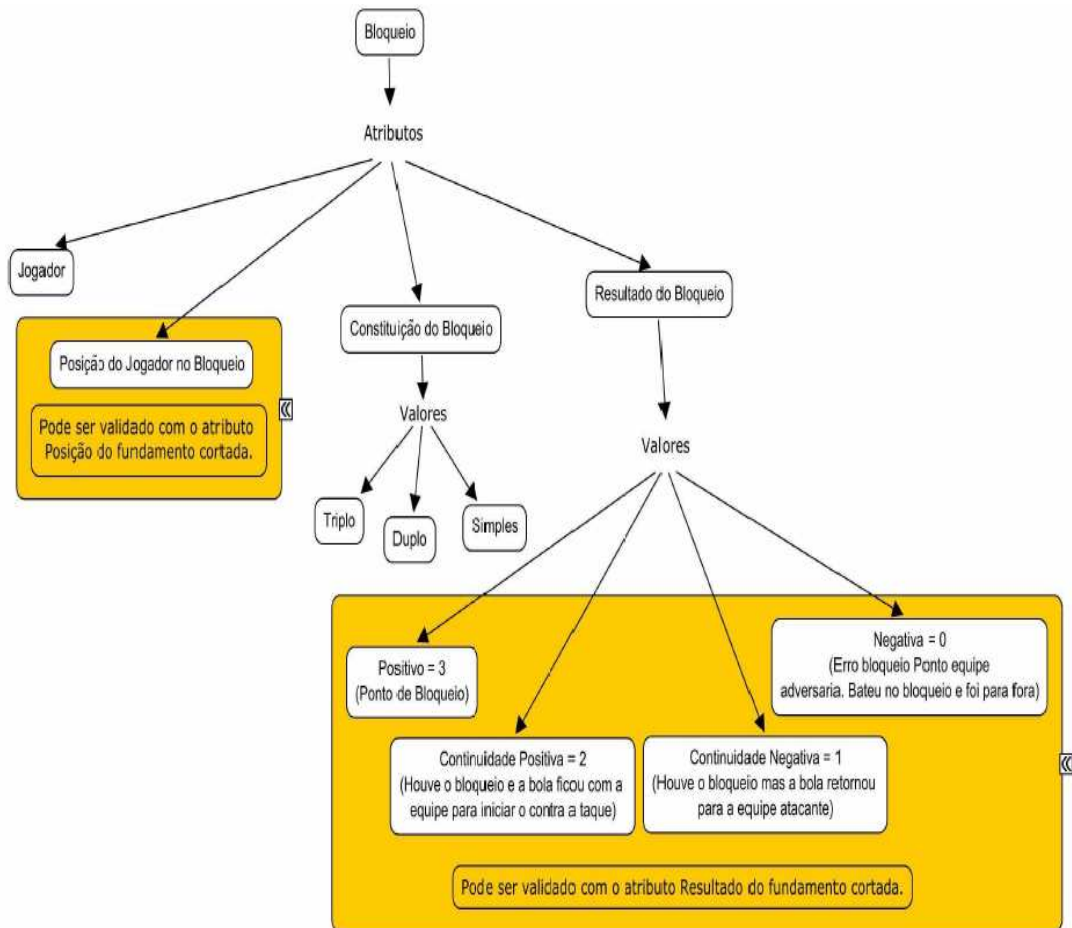 Bloqueio
Atributos
Jogador
Posição do Jogador no Bloqueio
Pode ser validado com o atributo
Posição do fundamento cortada.
Constituição do Bloqueio
Valores
Triplo
Duplo
Simples
Resultado do Bloqueio
Valores
Positivo = 3
(Ponto de Bloqueio)
Continuidade Positiva = 2
(Houve o bloqueio e a bola ficou com a
equipe para iniciar o contra a taque)
Continuidade Negativa = 1
(Houve o bloqueio mas a bola retornou
para a equipe atacante)
Negativa = 0
(Erro bloqueio Ponto equipe
adversaria. Bateu no bloqueio e foi para fora)
Pode ser validado com o atributo Resultado do fundamento cortada.